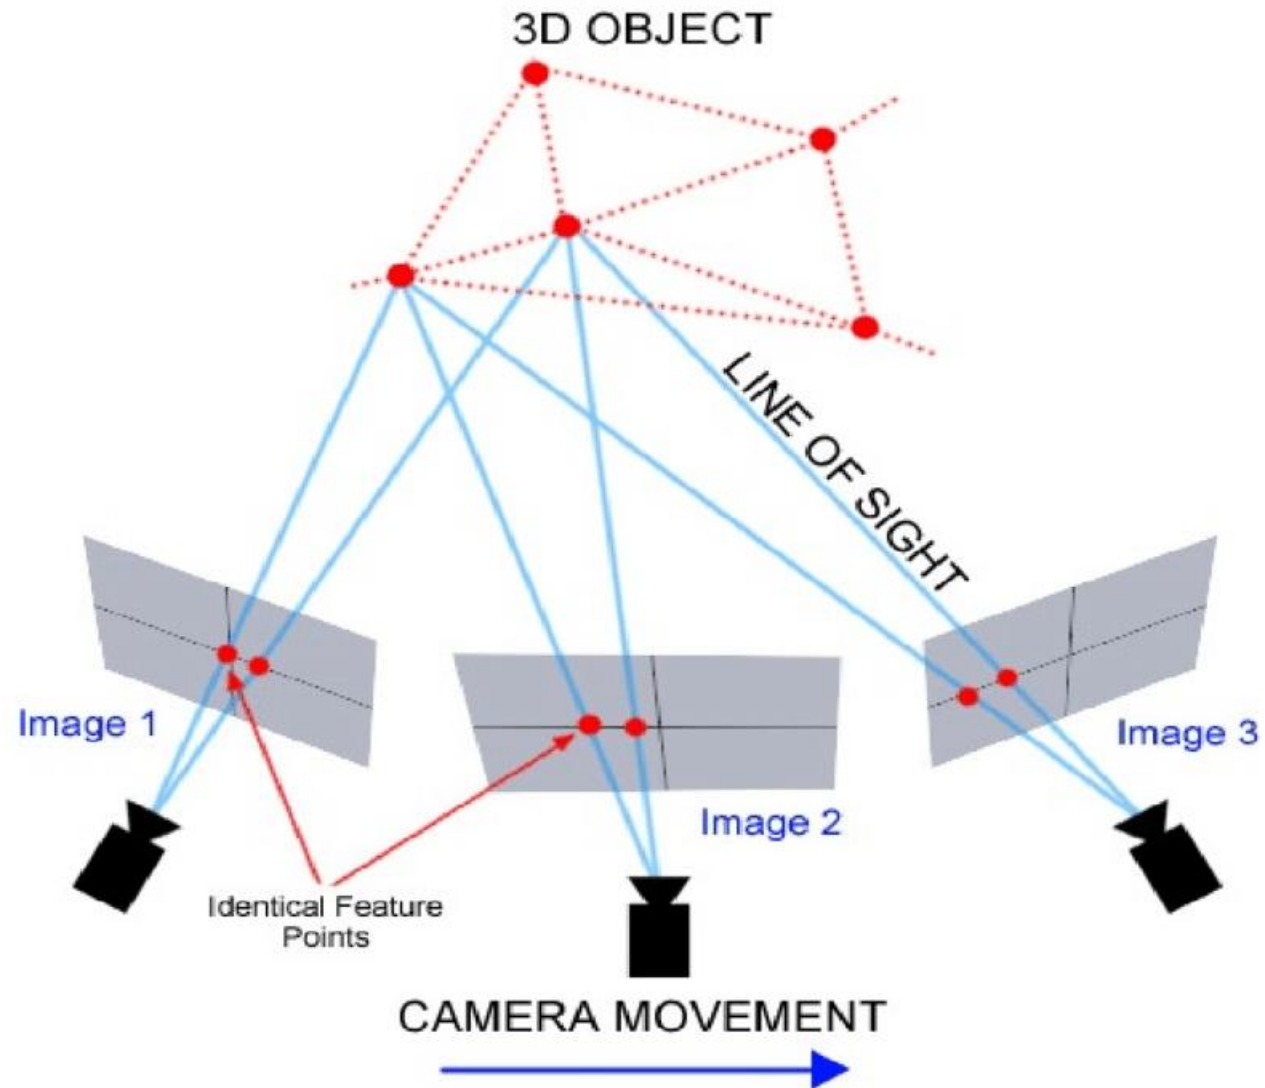 3D OBJECT
LINE OF SIGHT
Image 1
Image 3
Image 2
Identical Feature
Points
CAMERA MOVEMENT